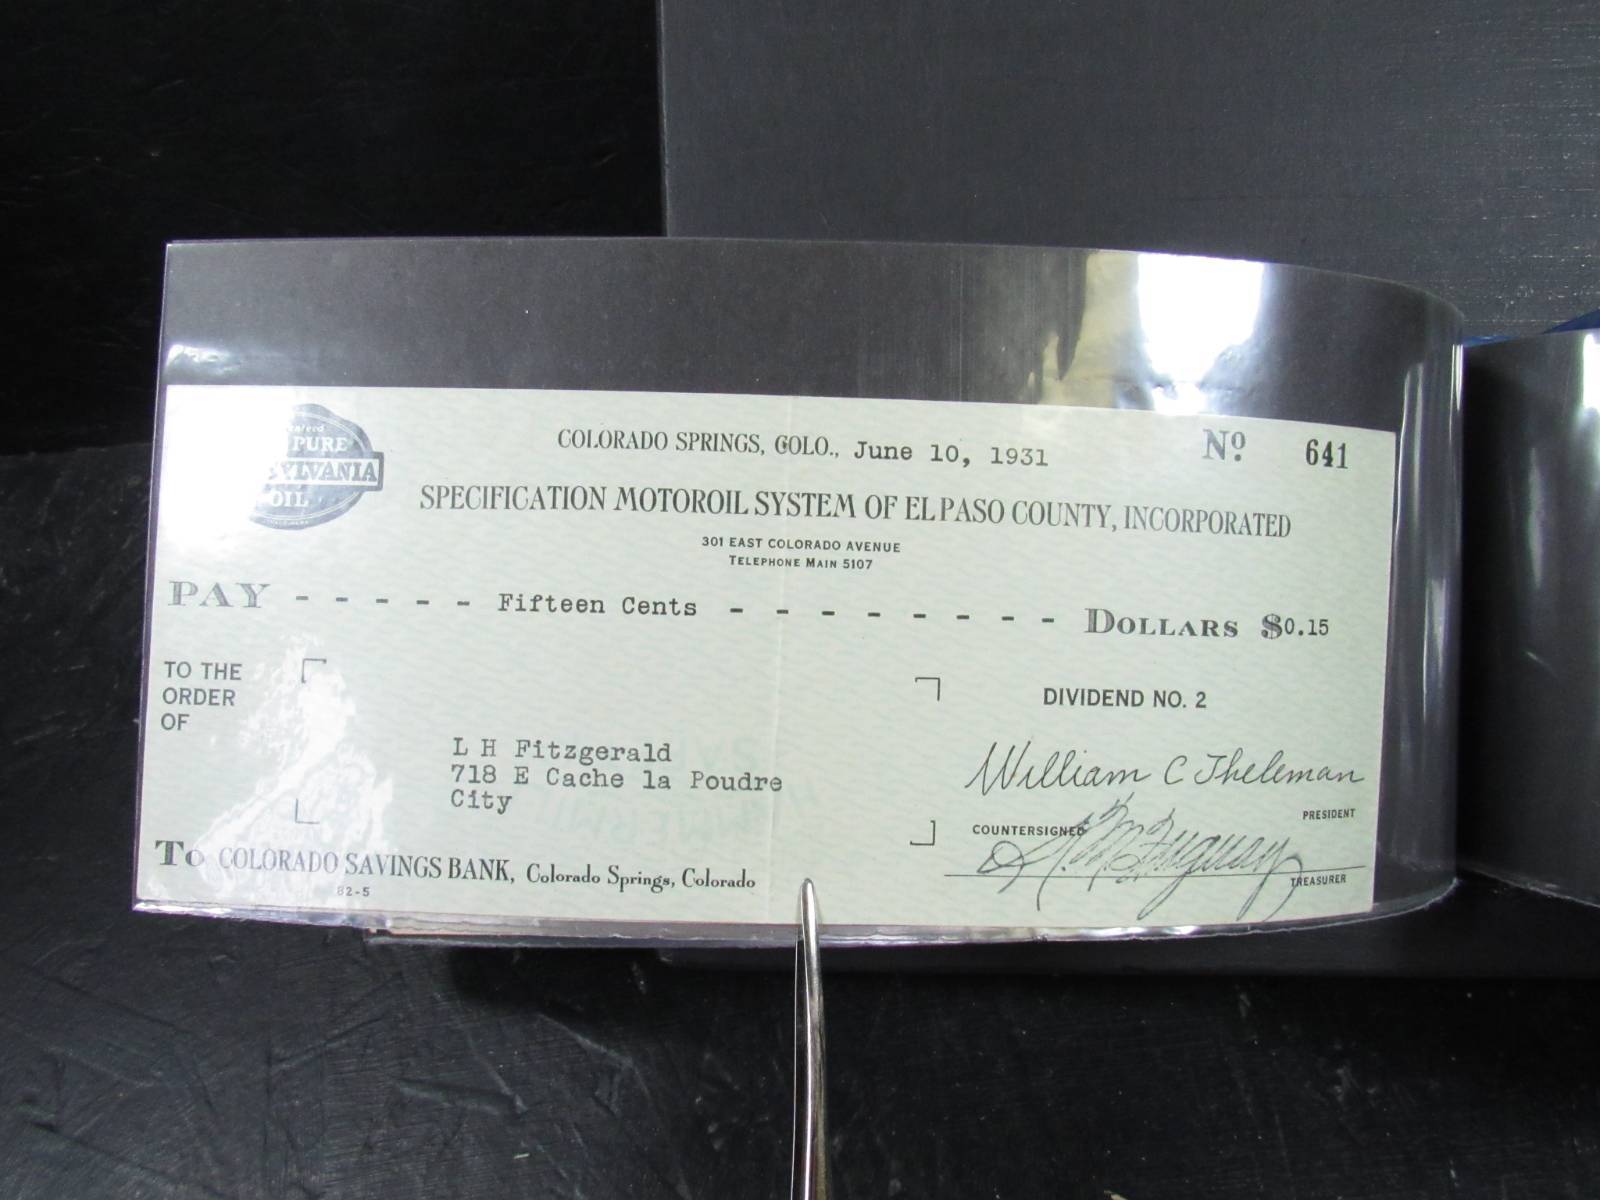 PURE
SYLVANIA
OIL
COLORADO SPRINGS, COLO., June 10, 1931
No. 641
SPECIFICATION MOTOROIL SYSTEM OF EL PASO COUNTY, INCORPORATED
301 EAST COLORADO AVENUE
TELEPHONE MAIN 5107
PAY - - - - - Fifteen Cents - - - - - - - - DOLLARS $0.15
TO THE
ORDER
OF
DIVIDEND NO. 2
L H Fitzgerald
718 E Cache la Poudre
City
William C Theleman
PRESIDENT
COUNTERSIGNED
TREASURER
TO COLORADO SAVINGS BANK, Colorado Springs, Colorado
82-5